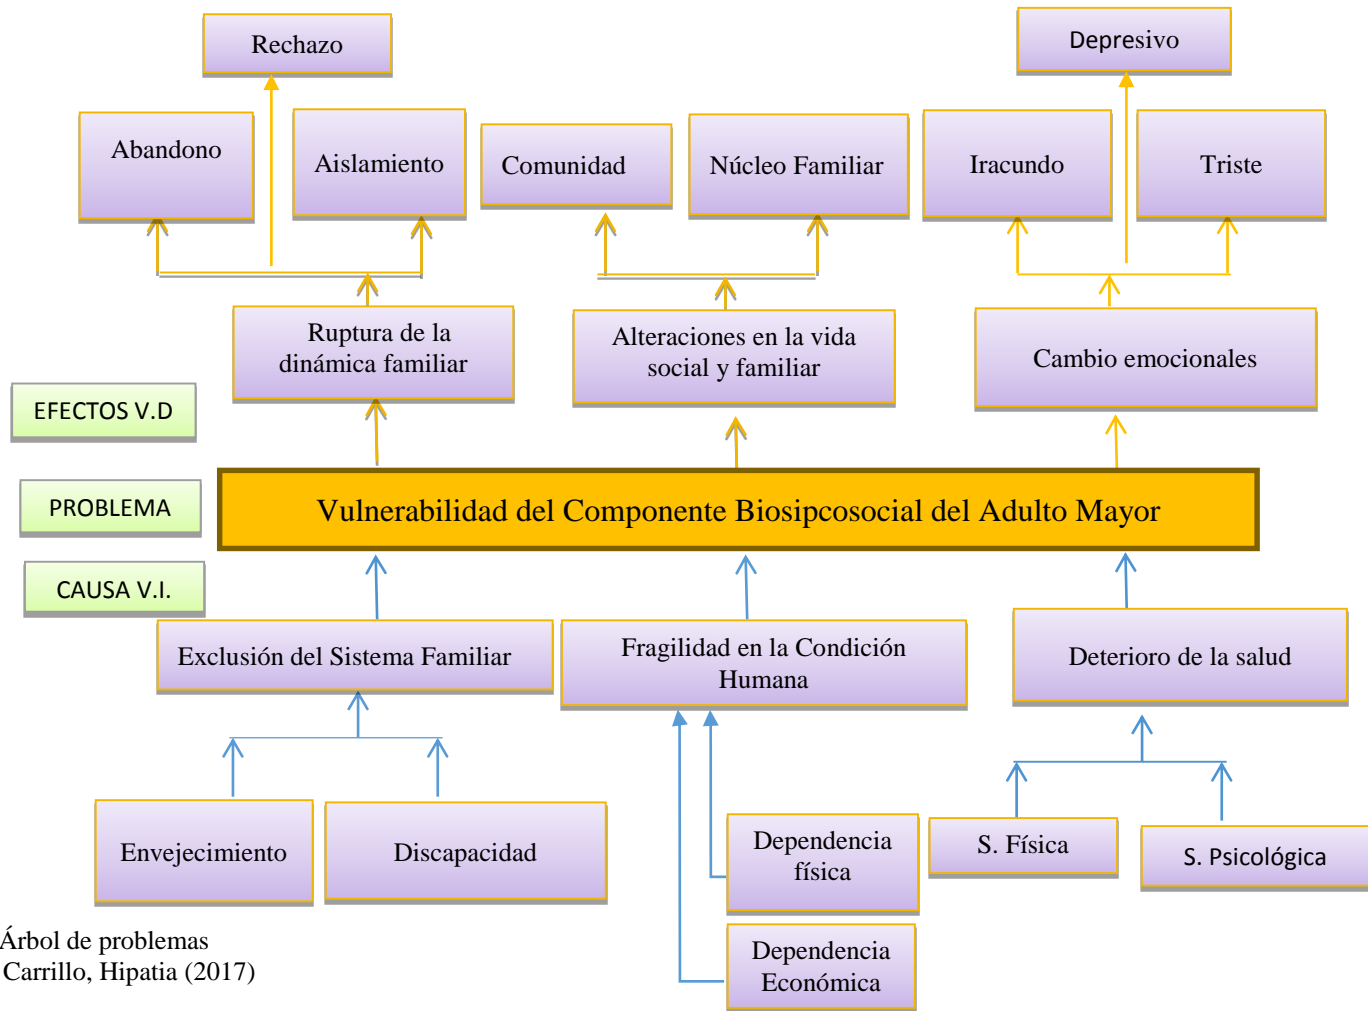 Rechazo
Depresivo
Abandono
Aislamiento
Comunidad
Núcleo Familiar
Iracundo
Triste
Ruptura de la
dinámica familiar
Alteraciones en la vida
social y familiar
Cambio emocionales
EFECTOS V.D
PROBLEMA
Vulnerabilidad del Componente Biosipcosocial del Adulto Mayor
CAUSA V.I.
Exclusión del Sistema Familiar
Fragilidad en la Condición
Humana
Deterioro de la salud
Envejecimiento
Discapacidad
Dependencia
física
S. Física
S. Psicológica
Dependencia
Económica
Árbol de problemas
Carrillo, Hipatia (2017)